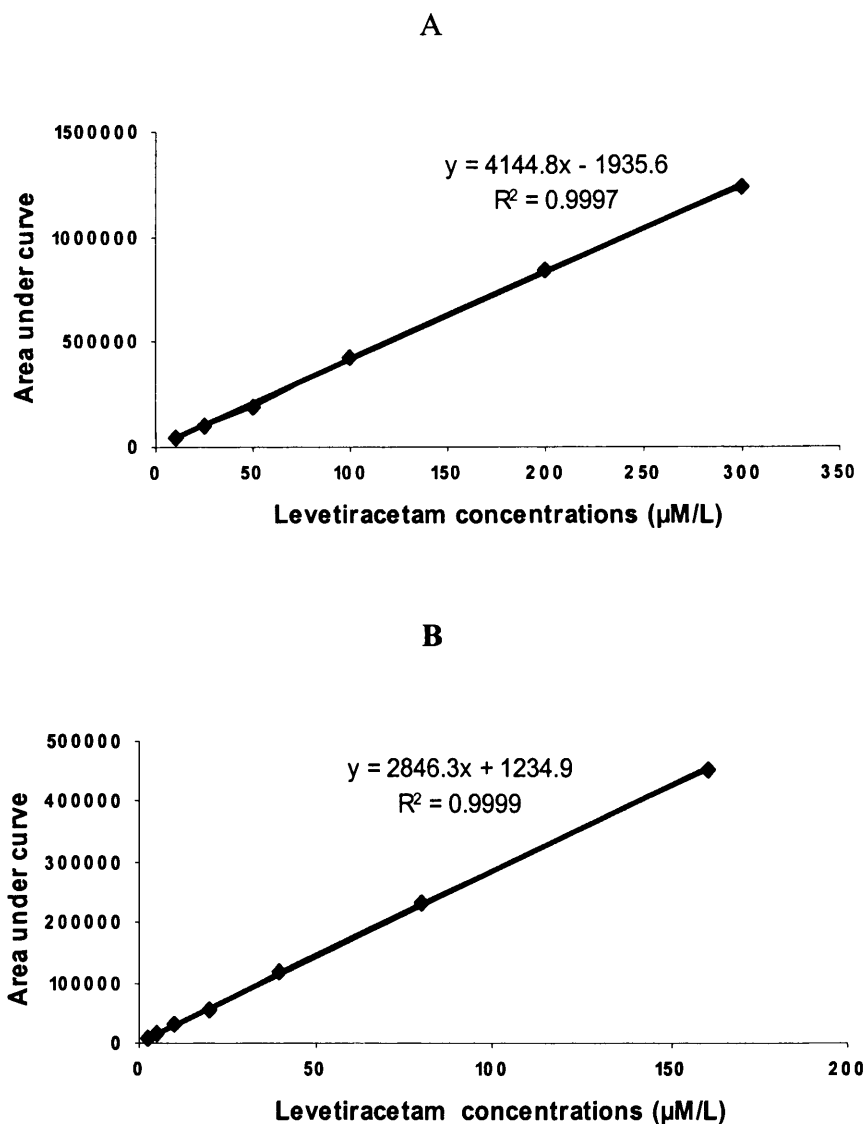 A
1500000
1000000
500000
0
Area under curve
y = 4144.8x - 1935.6
R² = 0.9997
0 50 100 150 200 250 300 350
Levetiracetam concentrations (µM/L)
B
500000
400000
300000
200000
100000
0
Area under curve
y = 2846.3x + 1234.9
R² = 0.9999
0 50 100 150 200
Levetiracetam concentrations (µM/L)